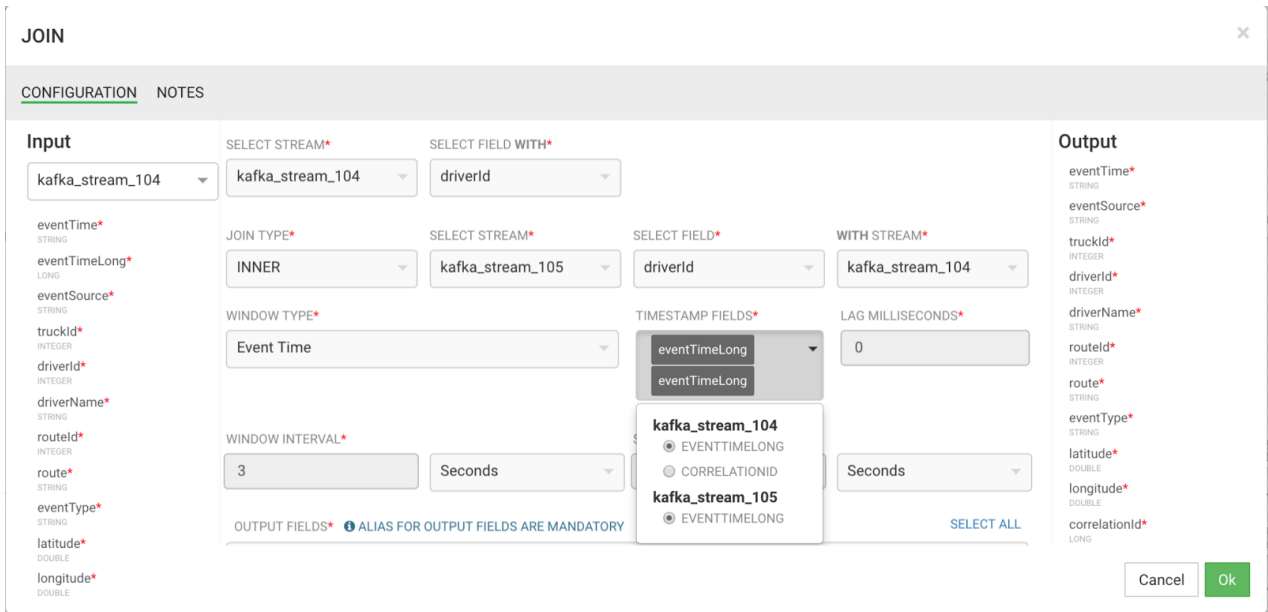 JOIN
×
CONFIGURATION NOTES
Input
kafka_stream_104
eventTime*
STRING
eventTimeLong*
LONG
eventSource*
STRING
truckId*
INTEGER
driverId*
INTEGER
driverName*
STRING
routeId*
INTEGER
route*
STRING
eventType*
STRING
latitude*
DOUBLE
longitude*
DOUBLE
SELECT STREAM* SELECT FIELD WITH*
kafka_stream_104 driverId
JOIN TYPE* SELECT STREAM* SELECT FIELD* WITH STREAM*
INNER kafka_stream_105 driverId kafka_stream_104
WINDOW TYPE* TIMESTAMP FIELDS* LAG MILLISECONDS*
Event Time eventTimeLong 0
eventTimeLong
kafka_stream_104
EVENTTIMELONG
CORRELATIONID
kafka_stream_105
EVENTTIMELONG
WINDOW INTERVAL*
3 Seconds Seconds
OUTPUT FIELDS* ALIAS FOR OUTPUT FIELDS ARE MANDATORY SELECT ALL
Output
eventTime*
STRING
eventSource*
STRING
truckId*
INTEGER
driverId*
INTEGER
driverName*
STRING
routeId*
INTEGER
route*
STRING
eventType*
STRING
latitude*
DOUBLE
longitude*
DOUBLE
correlationId*
LONG
Cancel Ok